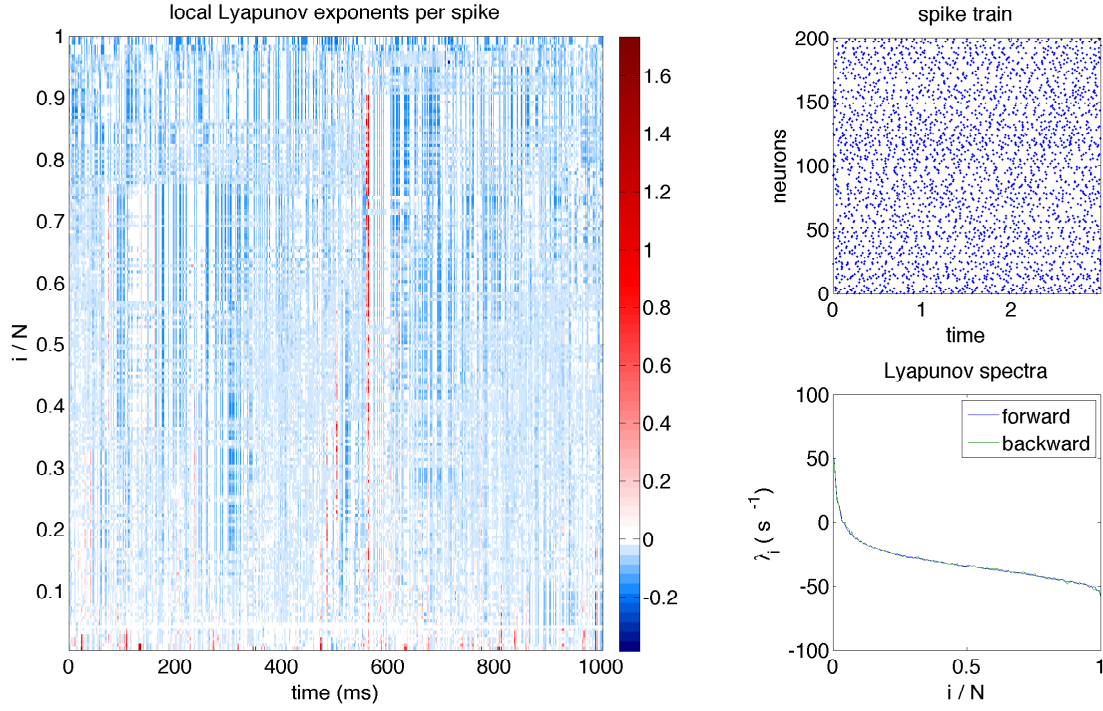 local Lyapunov exponents per spike
1
0.9
0.8
0.7
0.6
0.5
0.4
0.3
0.2
0.1
i / N
0 200 400 600 800 1000
time (ms)
1.6
1.4
1.2
1
0.8
0.6
0.4
0.2
0
-0.2
spike train
200
150
100
50
0
neurons
0 1 2
time
Lyapunov spectra
100
50
0
-50
-100
λi ( s -1)
forward
backward
0 0.5 1
i / N